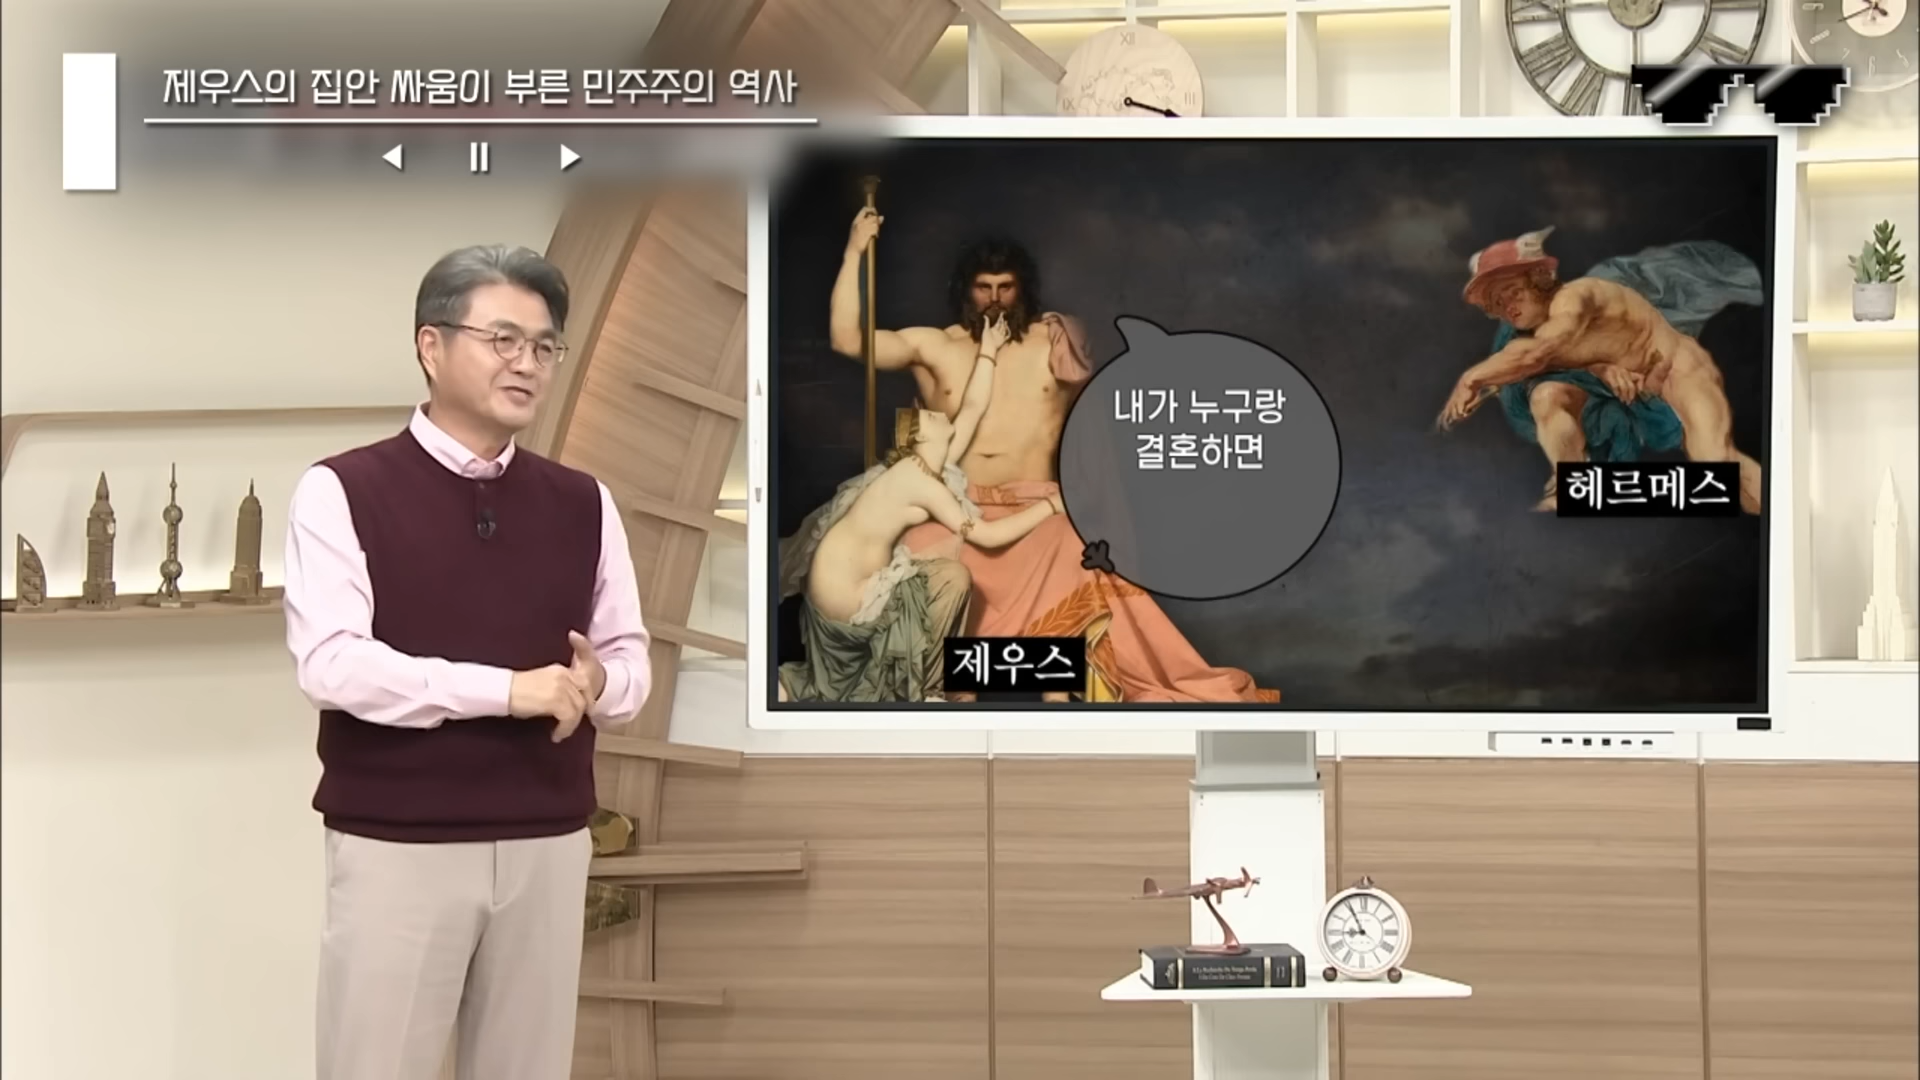 제우스의 집안 싸움이 부른 민주주의 역사
내가 누구랑
결혼하면
헤르메스
제우스